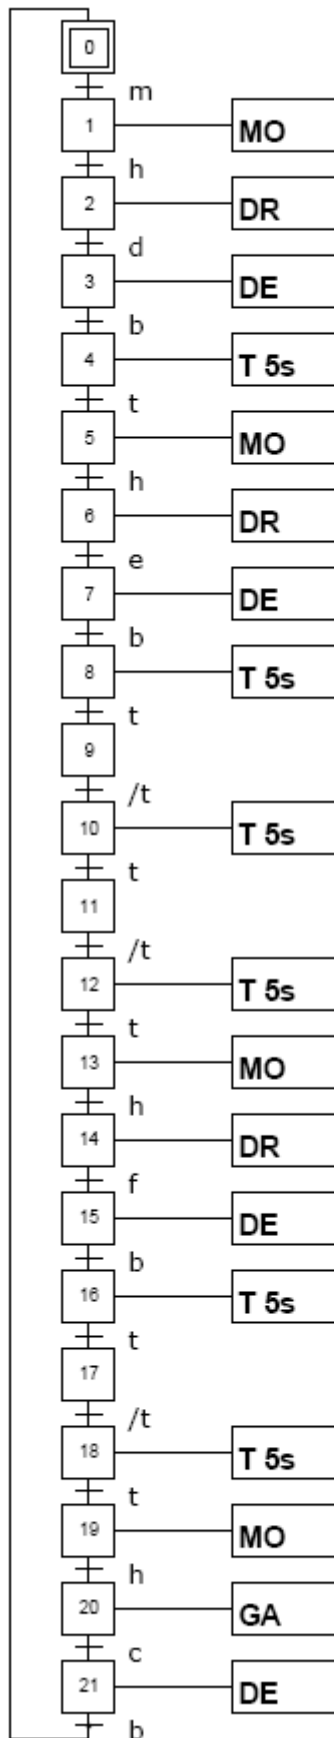 0
m
1 MO
h
2 DR
d
3 DE
b
4 T 5s
t
5 MO
h
6 DR
e
7 DE
b
8 T 5s
t
9
/t
10 T 5s
t
11
/t
12 T 5s
t
13 MO
h
14 DR
f
15 DE
b
16 T 5s
t
17
/t
18 T 5s
t
19 MO
h
20 GA
c
21 DE
b